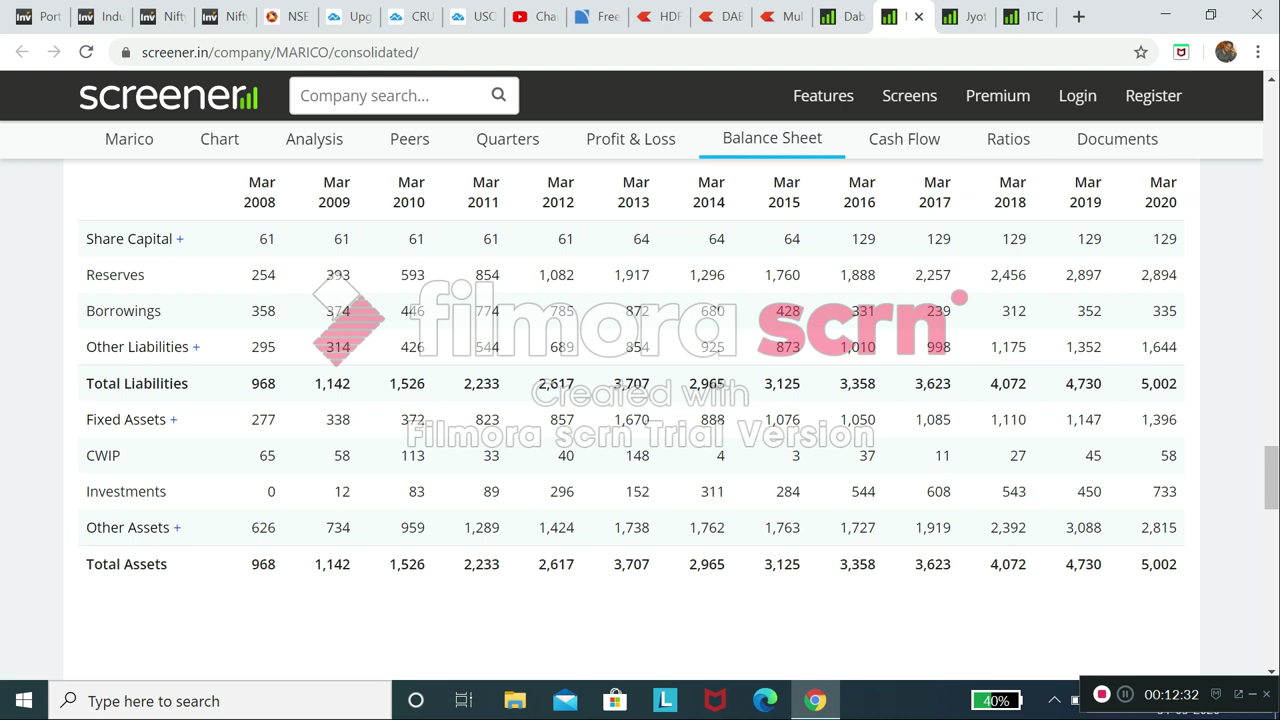 Port
Indu
Nift
Nift
NSE
Upg
CRU
USC
Cha
Free
HDF
DAB
Mul
Dab
Jyot
ITC
screener.in/company/MARICO/consolidated/
screener
Company search...
Features Screens Premium Login Register
Marico Chart Analysis Peers Quarters Profit & Loss Balance Sheet Cash Flow Ratios Documents
Mar Mar Mar Mar Mar Mar Mar Mar Mar Mar Mar Mar Mar
2008 2009 2010 2011 2012 2013 2014 2015 2016 2017 2018 2019 2020
Share Capital + 61 61 61 61 61 64 64 64 129 129 129 129 129
Reserves 254 393 593 854 1,082 1,917 1,296 1,760 1,888 2,257 2,456 2,897 2,894
Borrowings 358 374 446 774 785 872 680 428 331 239 312 352 335
Other Liabilities + 295 314 426 544 689 854 925 873 1,010 998 1,175 1,352 1,644
Total Liabilities 968 1,142 1,526 2,233 2,617 3,707 2,965 3,125 3,358 3,623 4,072 4,730 5,002
Fixed Assets + 277 338 372 823 857 1,670 888 1,076 1,050 1,085 1,110 1,147 1,396
CWIP 65 58 113 33 40 148 4 3 37 11 27 45 58
Investments 0 12 83 89 296 152 311 284 544 608 543 450 733
Other Assets + 626 734 959 1,289 1,424 1,738 1,762 1,763 1,727 1,919 2,392 3,088 2,815
Total Assets 968 1,142 1,526 2,233 2,617 3,707 2,965 3,125 3,358 3,623 4,072 4,730 5,002
filmora scrn
Created with
Filmora scrn Trial Version
Type here to search
40%
00:12:32